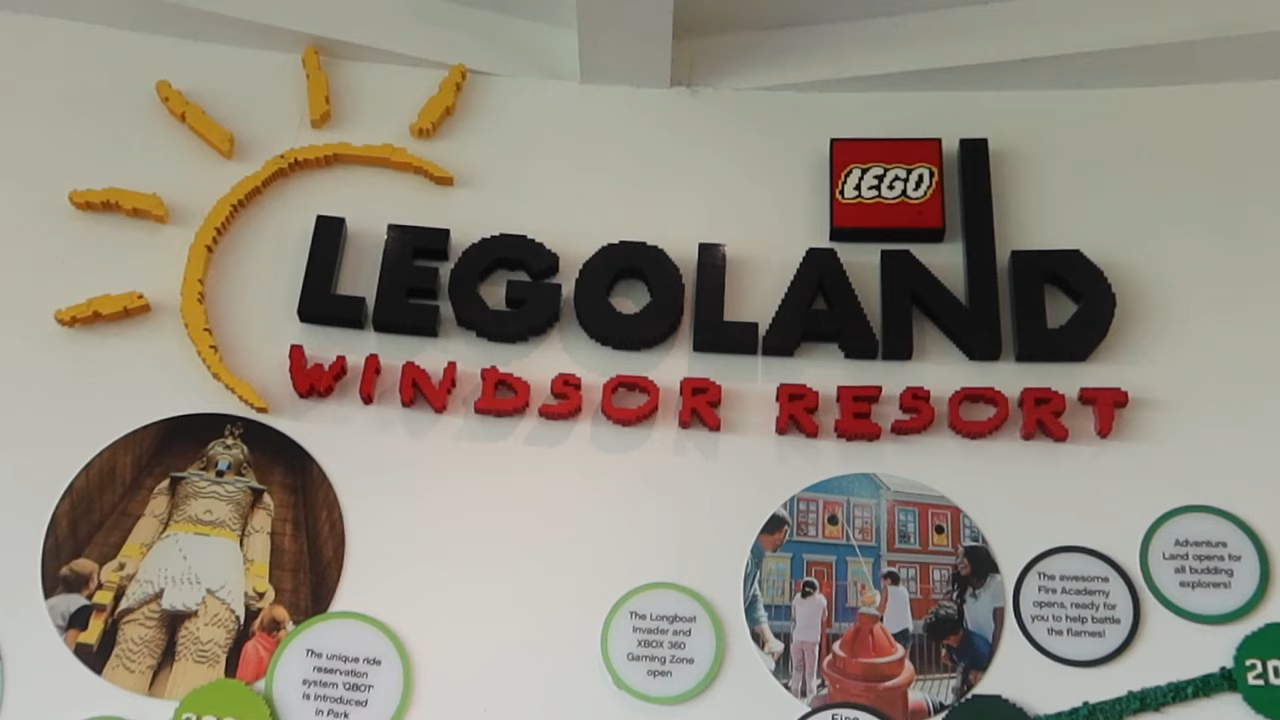 LEGO
LEGOLAND
WINDSOR RESORT
Adventure
Land opens for
all budding
explorers!
The awesome
Fire Academy
opens, ready for
you to help battle
the flames!
The Longboat
Invader and
XBOX 360
Gaming Zone
open
The unique ride
reservation
system 'QBOT'
is introduced
in Park
Fire
20